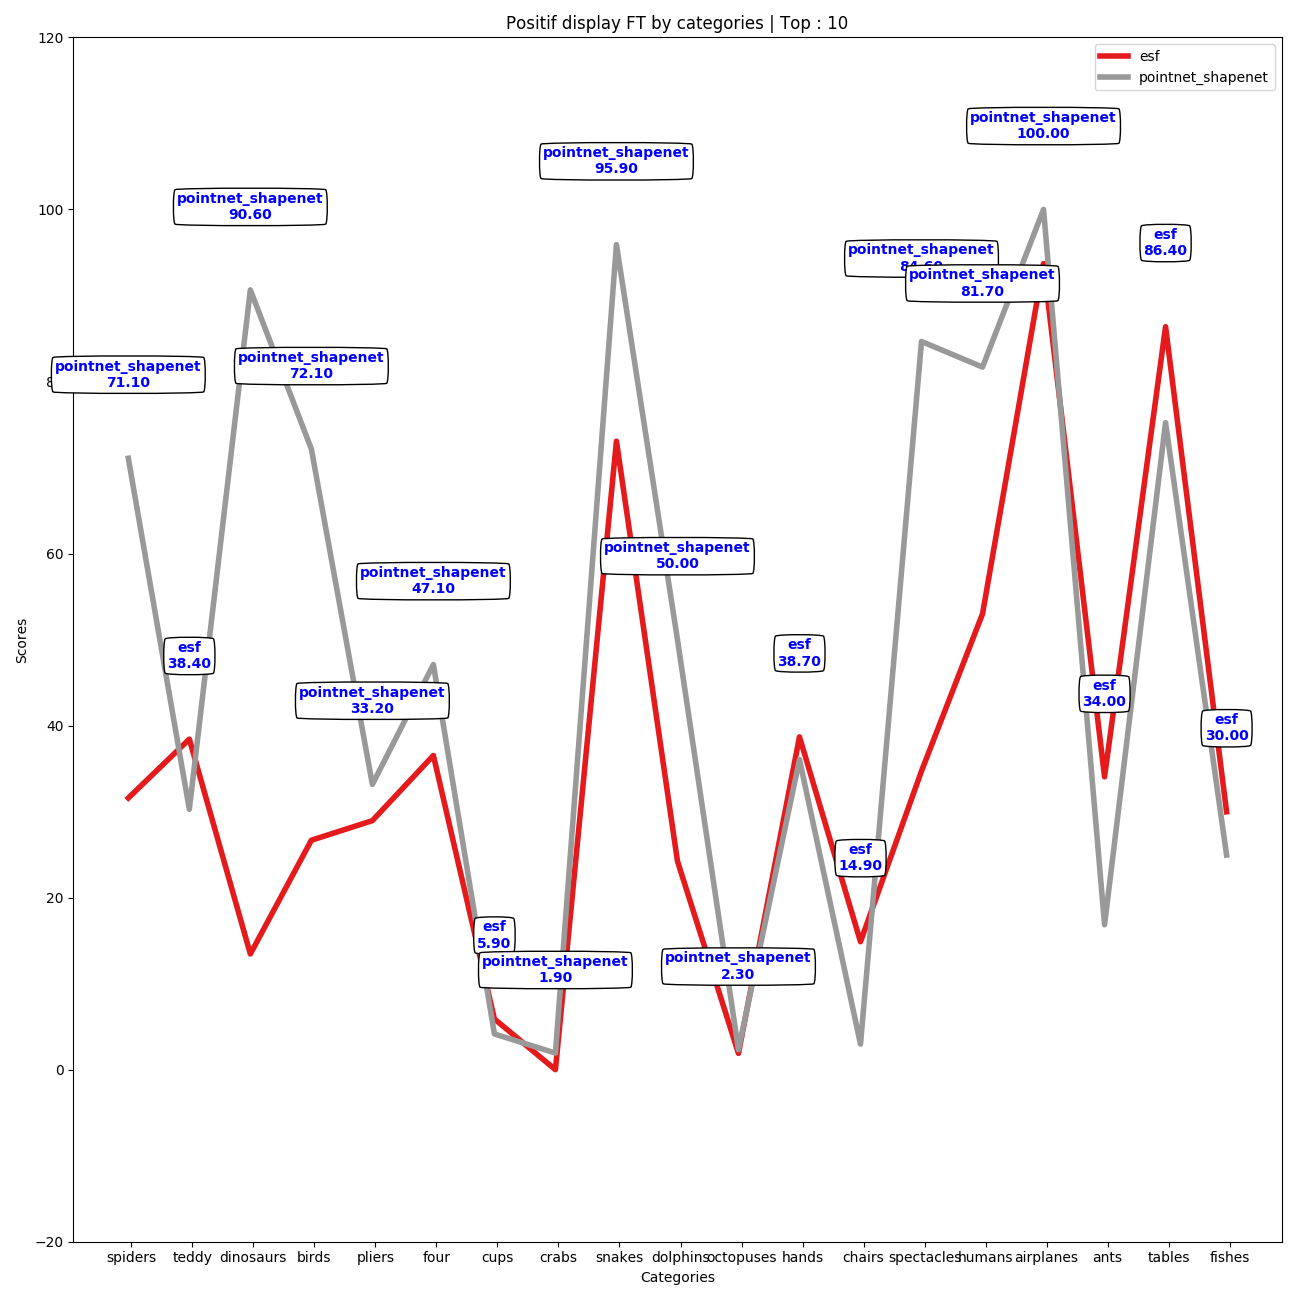 Positif display FT by categories | Top : 10
esf
pointnet_shapenet
120
100
60
40
20
0
−20
Scores
pointnet_shapenet
100.00
pointnet_shapenet
95.90
pointnet_shapenet
90.60
esf
86.40
pointnet_shapenet
84.60
pointnet_shapenet
81.70
pointnet_shapenet
72.10
pointnet_shapenet
71.10
pointnet_shapenet
50.00
pointnet_shapenet
47.10
esf
38.70
esf
38.40
esf
34.00
pointnet_shapenet
33.20
esf
30.00
esf
14.90
esf
5.90
pointnet_shapenet
2.30
pointnet_shapenet
1.90
spiders teddy dinosaurs birds pliers four cups crabs snakes dolphins octopuses hands chairs spectacles humans airplanes ants tables fishes
Categories